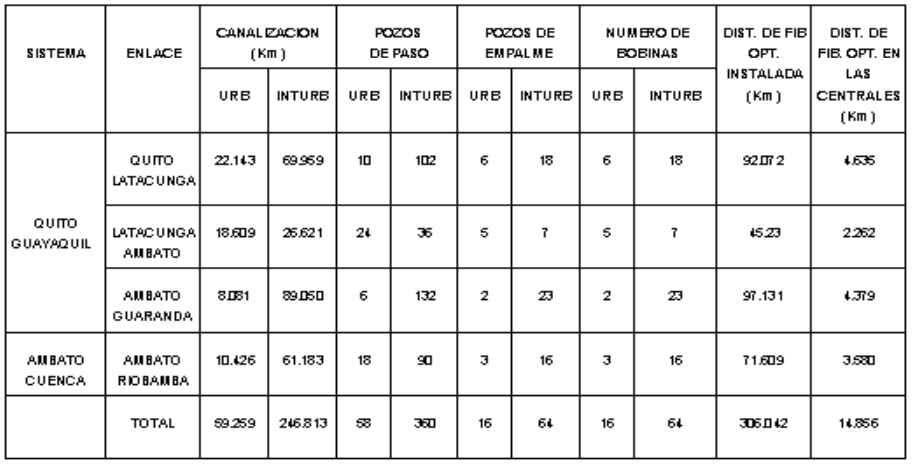 SISTEMA ENLACE CANALIZACION (Km) POZOS DE PASO POZOS DE EMPALME NUMERO DE BOBINAS DIST. DE FIB OPT. INSTALADA (Km) DIST. DE FIB. OPT. EN LAS CENTRALES (Km)
URB INTURB URB INTURB URB INTURB URB INTURB
QUITO GUAYAQUIL
QUITO LATACUNGA 22.143 69.959 10 102 6 18 6 18 92.072 4.635
LATACUNGA AMBATO 18.609 26.621 24 36 5 7 5 7 45.23 2.262
AMBATO GUARANDA 8.081 89.050 6 132 2 23 2 23 97.131 4.379
AMBATO CUENCA AMBATO RIOBAMBA 10.426 61.183 18 90 3 16 3 16 71.609 3.580
TOTAL 59.259 246.813 58 360 16 64 16 64 306.042 14.856